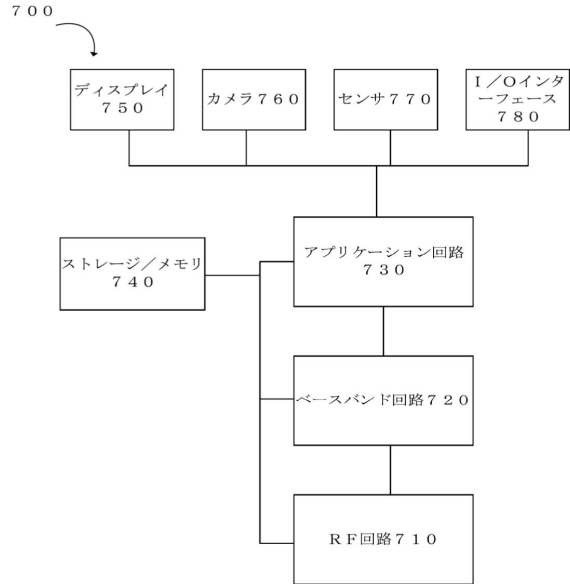 ７００
ディスプレイ
７５０
カメラ７６０
センサ７７０
Ｉ／Ｏインタ
ーフェース
７８０
アプリケーション回路
７３０
ストレージ／メモリ
７４０
ベースバンド回路７２０
ＲＦ回路７１０